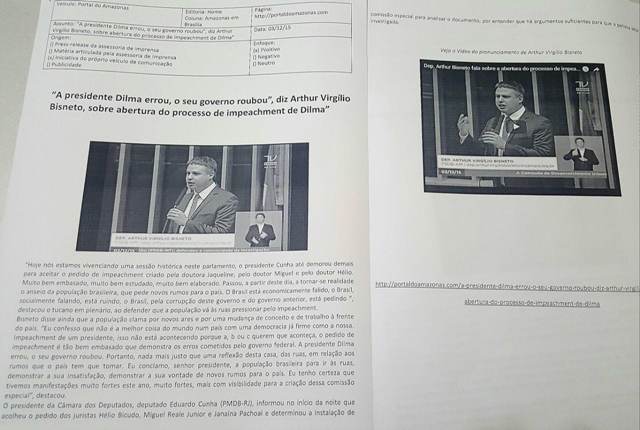 Veículo: Portal do Amazonas
Editoria: Home
Coluna: Amazonas em Brasília
Página:
http://portaldoamazonas.com
Assunto: "A presidente Dilma errou, o seu governo roubou", diz Arthur
Virgílio Bisneto, sobre abertura do processo de impeachment de Dilma"
Data: 03/12/15
Origem:
() Press-release da assessoria de imprensa
() Matéria articulada pela assessoria de imprensa
(x) Iniciativa do próprio veículo de comunicação
() Publicidade
Enfoque:
(x) Positivo
() Negativo
() Neutro
"A presidente Dilma errou, o seu governo roubou", diz Arthur Virgílio
Bisneto, sobre abertura do processo de impeachment de Dilma"
DEP. ARTHUR VIRGÍLIO BISNETO
"Hoje nós estamos vivenciando uma sessão histórica neste parlamento, o presidente Cunha até demorou demais
para aceitar o pedido de impeachment criado pela doutora Jaqueline, pelo doutor Miguel e pelo doutor Hélio.
Muito bem embasado, muito bem estudado, muito bem elaborado. Passou, a partir deste dia, a tornar-se realidade
o anseio da população brasileira, que pede novos rumos para o país. O Brasil está economicamente falido, o Brasil,
socialmente falando, está ruindo, o Brasil, pela corrupção deste governo e do governo anterior, está pedindo ",
destacou o tucano em plenário, ao defender que a população vá às ruas pressionar pelo impeachment.
Bisneto disse ainda que a população clama por novos ares e por uma mudança de conceito e de trabalho à frente
do país. "Eu confesso que não é a melhor coisa do mundo num país com uma democracia já firme como a nossa.
Impeachment de um presidente, isso não está acontecendo porque a, b ou c querem que aconteça, o pedido de
impeachment é tão bem embasado que demonstra os erros cometidos pelo governo federal. A presidente Dilma
errou, o seu governo roubou. Portanto, nada mais justo que uma reflexão desta casa, das ruas, em relação aos
rumos que o país tem que tomar. Eu conclamo, senhor presidente, a população brasileira para ir às ruas,
demonstrar a sua insatisfação, demonstrar a sua vontade de novos rumos para o país. Eu tenho certeza que
tivemos manifestações muito fortes este ano, muito fortes, mais com visibilidade para a criação dessa comissão
especial", destacou.
O presidente da Câmara dos Deputados, deputado Eduardo Cunha (PMDB-RJ), informou no início da noite que
acolheu o pedido dos juristas Hélio Bicudo, Miguel Reale Junior e Janaína Pachoal e determinou a instalação de
comissão especial para analisar o documento, por entender que há argumentos suficientes para que a
investigada.
Veja o Vídeo do pronunciamento de Arthur Virgílio Bisneto
Dep. Arthur Bisneto fala sobre a abertura do processo de impea...
DEP. ARTHUR VIRGÍLIO BISNETO
03/12/15
http://portaldoamazonas.com/a-presidente-dilma-errou-o-seu-governo-roubou-diz-arthur-virgi
abertura-do-processo-de-impeachment-de-dilma